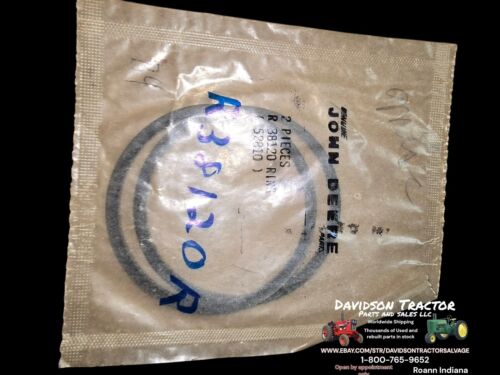 GENUINE
JOHN DEERE
PARTS
2 PIECES
R 38120-RING
( 52810 )
R38120R
DAVIDSON TRACTOR
PARTS AND SALES LLC
Worldwide Shipping
Thousands of Used and
rebuilt parts in stock
WWW.EBAY.COM/STR/DAVIDSONTRACTORSALVAGE
1-800-765-9652
Open by appointment
Roann Indiana